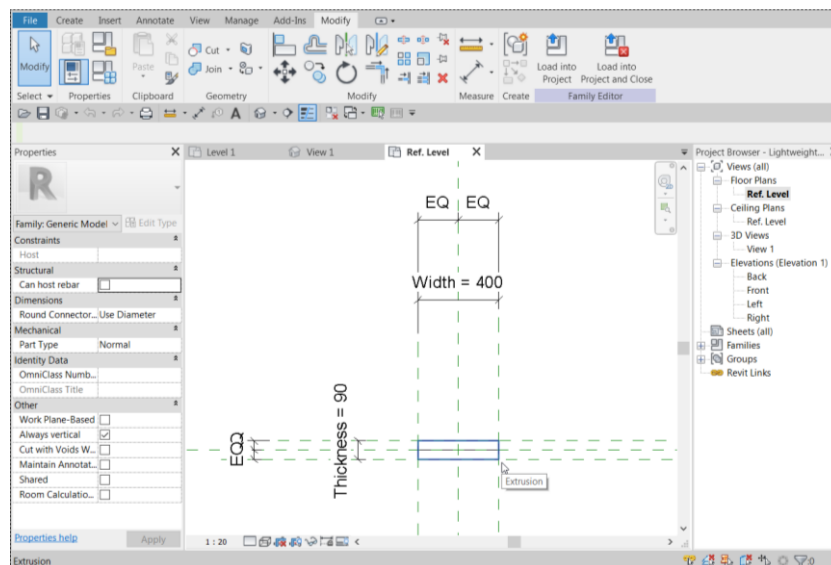 File Create Insert Annotate View Manage Add-Ins Modify
Modify
Paste
Cut
Join
Load into Project
Load into Project and Close
Select Properties Clipboard Geometry Modify Measure Create Family Editor
Properties
Level 1 View 1 Ref. Level
Project Browser - Lightweight...
R
Family: Generic Model Edit Type
Constraints
Host
Structural
Can host rebar
Dimensions
Round Connector... Use Diameter
Mechanical
Part Type Normal
Identity Data
OmniClass Numb...
OmniClass Title
Other
Work Plane-Based
Always vertical
Cut with Voids W...
Maintain Annotat...
Shared
Room Calculatio...
Properties help Apply
EQ EQ
Width = 400
Thickness = 90
EQ
Extrusion
1 : 20
Views (all)
Floor Plans
Ref. Level
Ceiling Plans
Ref. Level
3D Views
View 1
Elevations (Elevation 1)
Back
Front
Left
Right
Sheets (all)
Families
Groups
Revit Links
Extrusion
:0